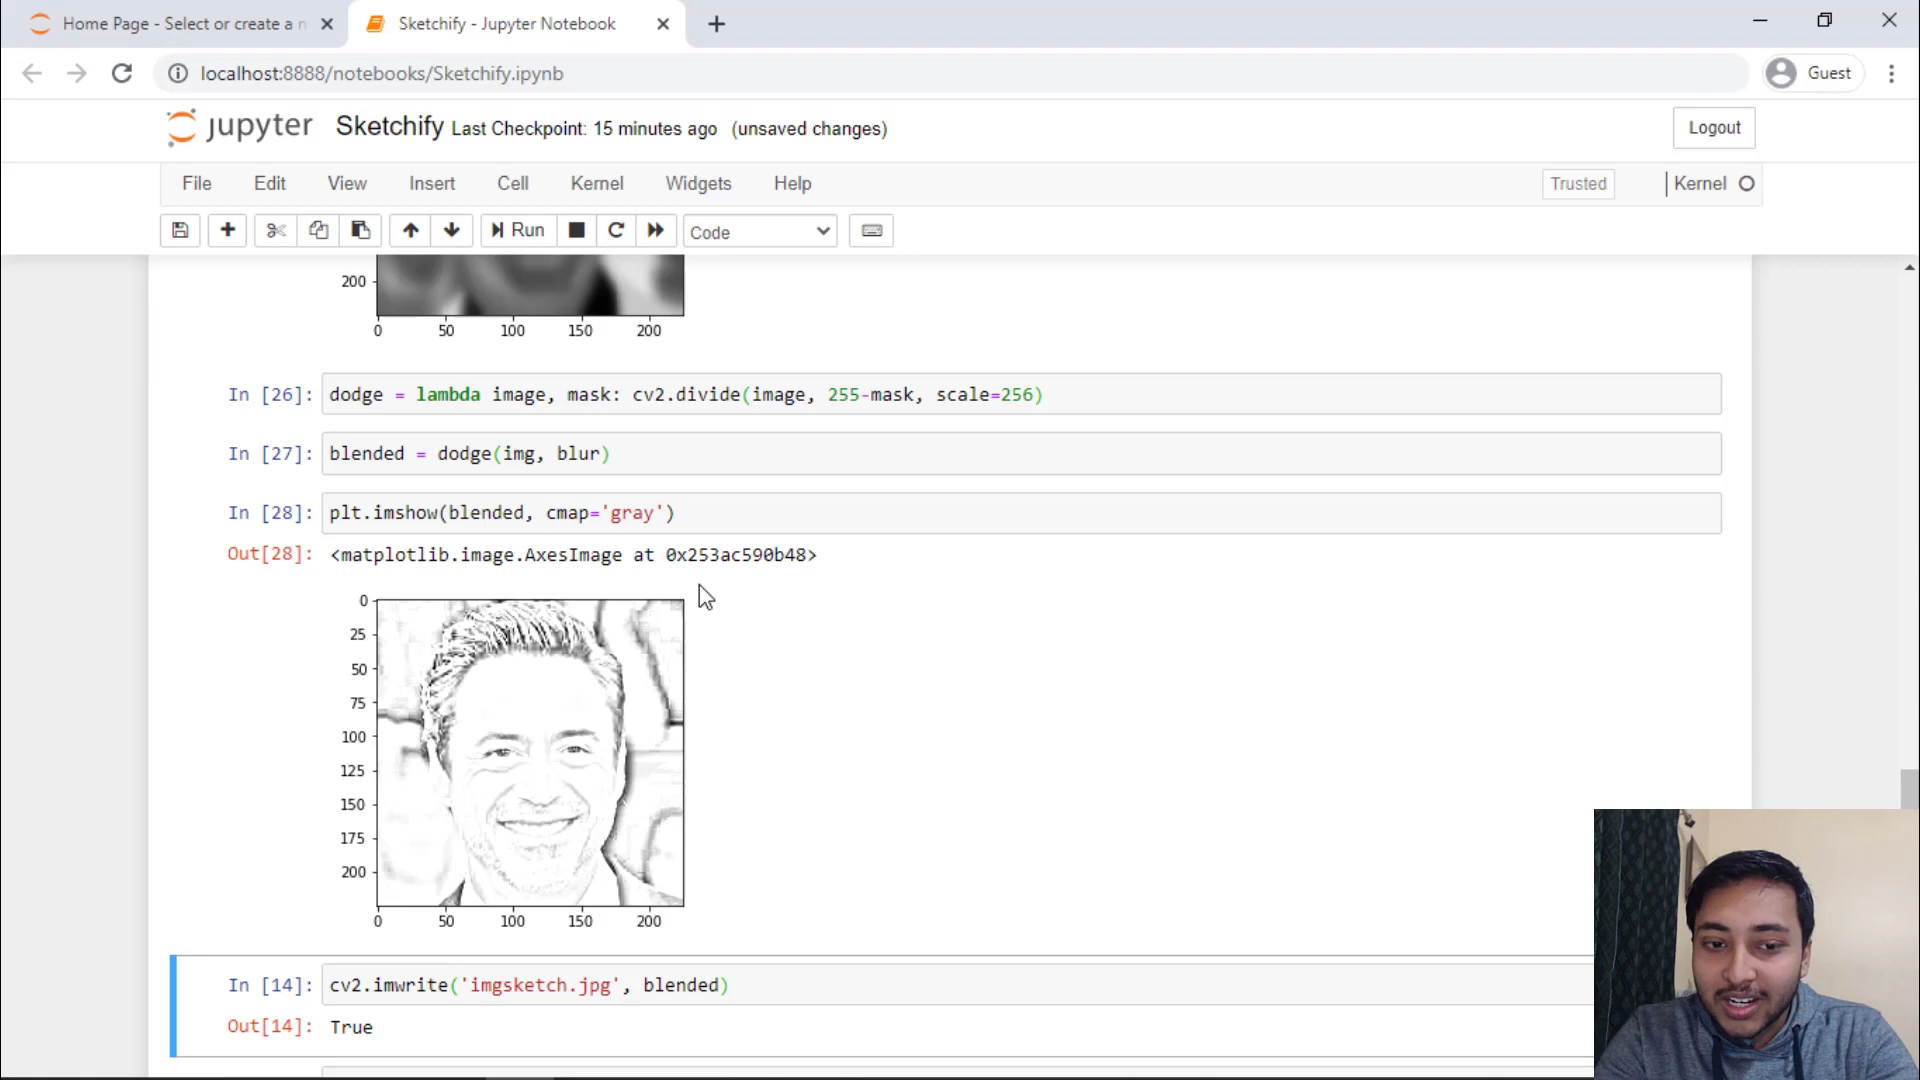 Home Page - Select or create a n
Sketchify - Jupyter Notebook
localhost:8888/notebooks/Sketchify.ipynb
Guest
jupyter Sketchify Last Checkpoint: 15 minutes ago (unsaved changes)
Logout
File Edit View Insert Cell Kernel Widgets Help
Trusted
Kernel
Run
Code
200
0 50 100 150 200
In [26]: dodge = lambda image, mask: cv2.divide(image, 255-mask, scale=256)
In [27]: blended = dodge(img, blur)
In [28]: plt.imshow(blended, cmap='gray')
Out[28]: <matplotlib.image.AxesImage at 0x253ac590b48>
0
25
50
75
100
125
150
175
200
0 50 100 150 200
In [14]: cv2.imwrite('imgsketch.jpg', blended)
Out[14]: True